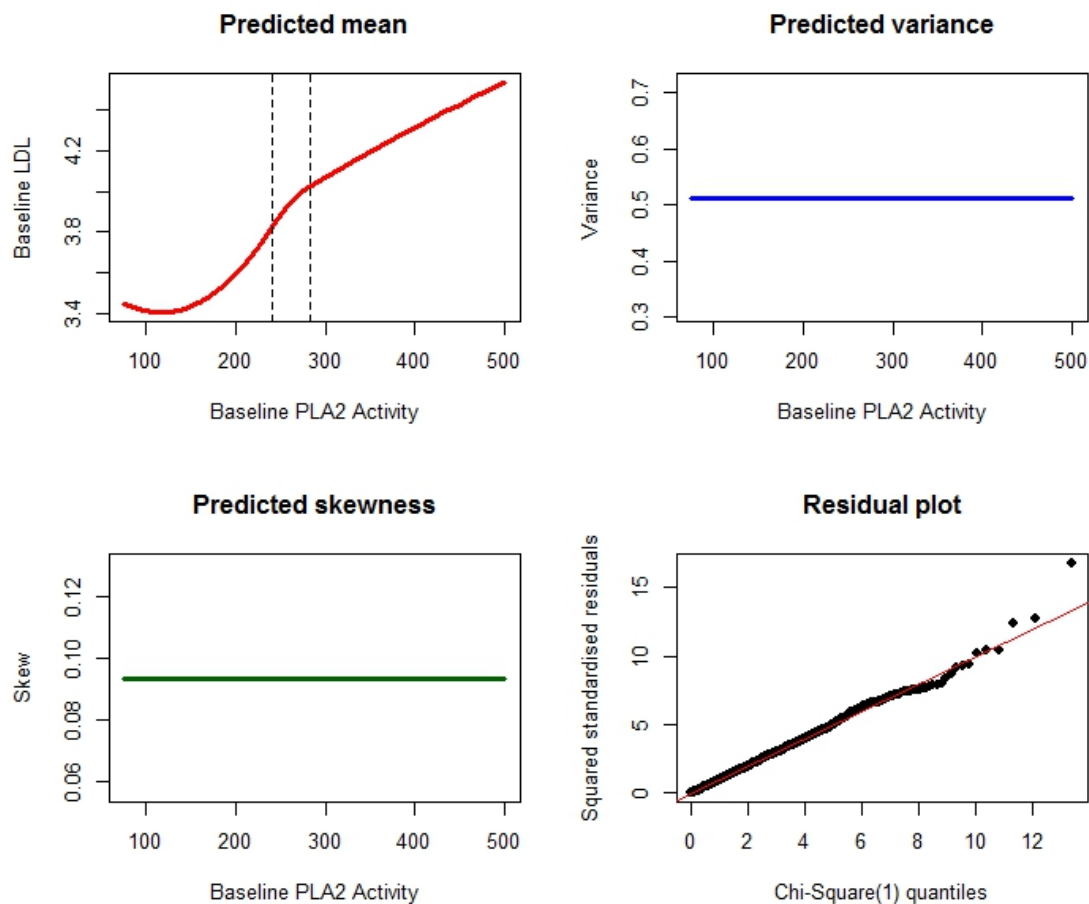 Predicted mean
Baseline LDL
4.2
3.8
3.4
100 200 300 400 500
Baseline PLA2 Activity
Predicted variance
Variance
0.7
0.6
0.5
0.4
0.3
100 200 300 400 500
Baseline PLA2 Activity
Predicted skewness
Skew
0.12
0.10
0.08
0.06
100 200 300 400 500
Baseline PLA2 Activity
Residual plot
Squared standardised residuals
15
10
5
0
0 2 4 6 8 10 12
Chi-Square(1) quantiles